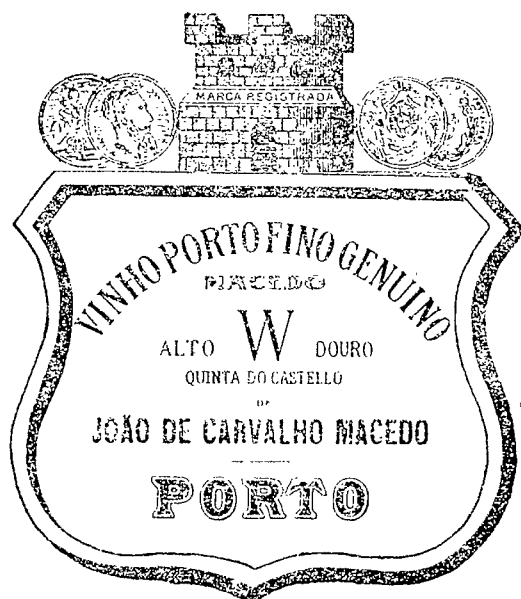 MARCA REGISTRADA
VINHO PORTO FINO GENUINO
MACEDO
ALTO W DOURO
QUINTA DO CASTELLO
DE
JOÃO DE CARVALHO MACEDO
PORTO